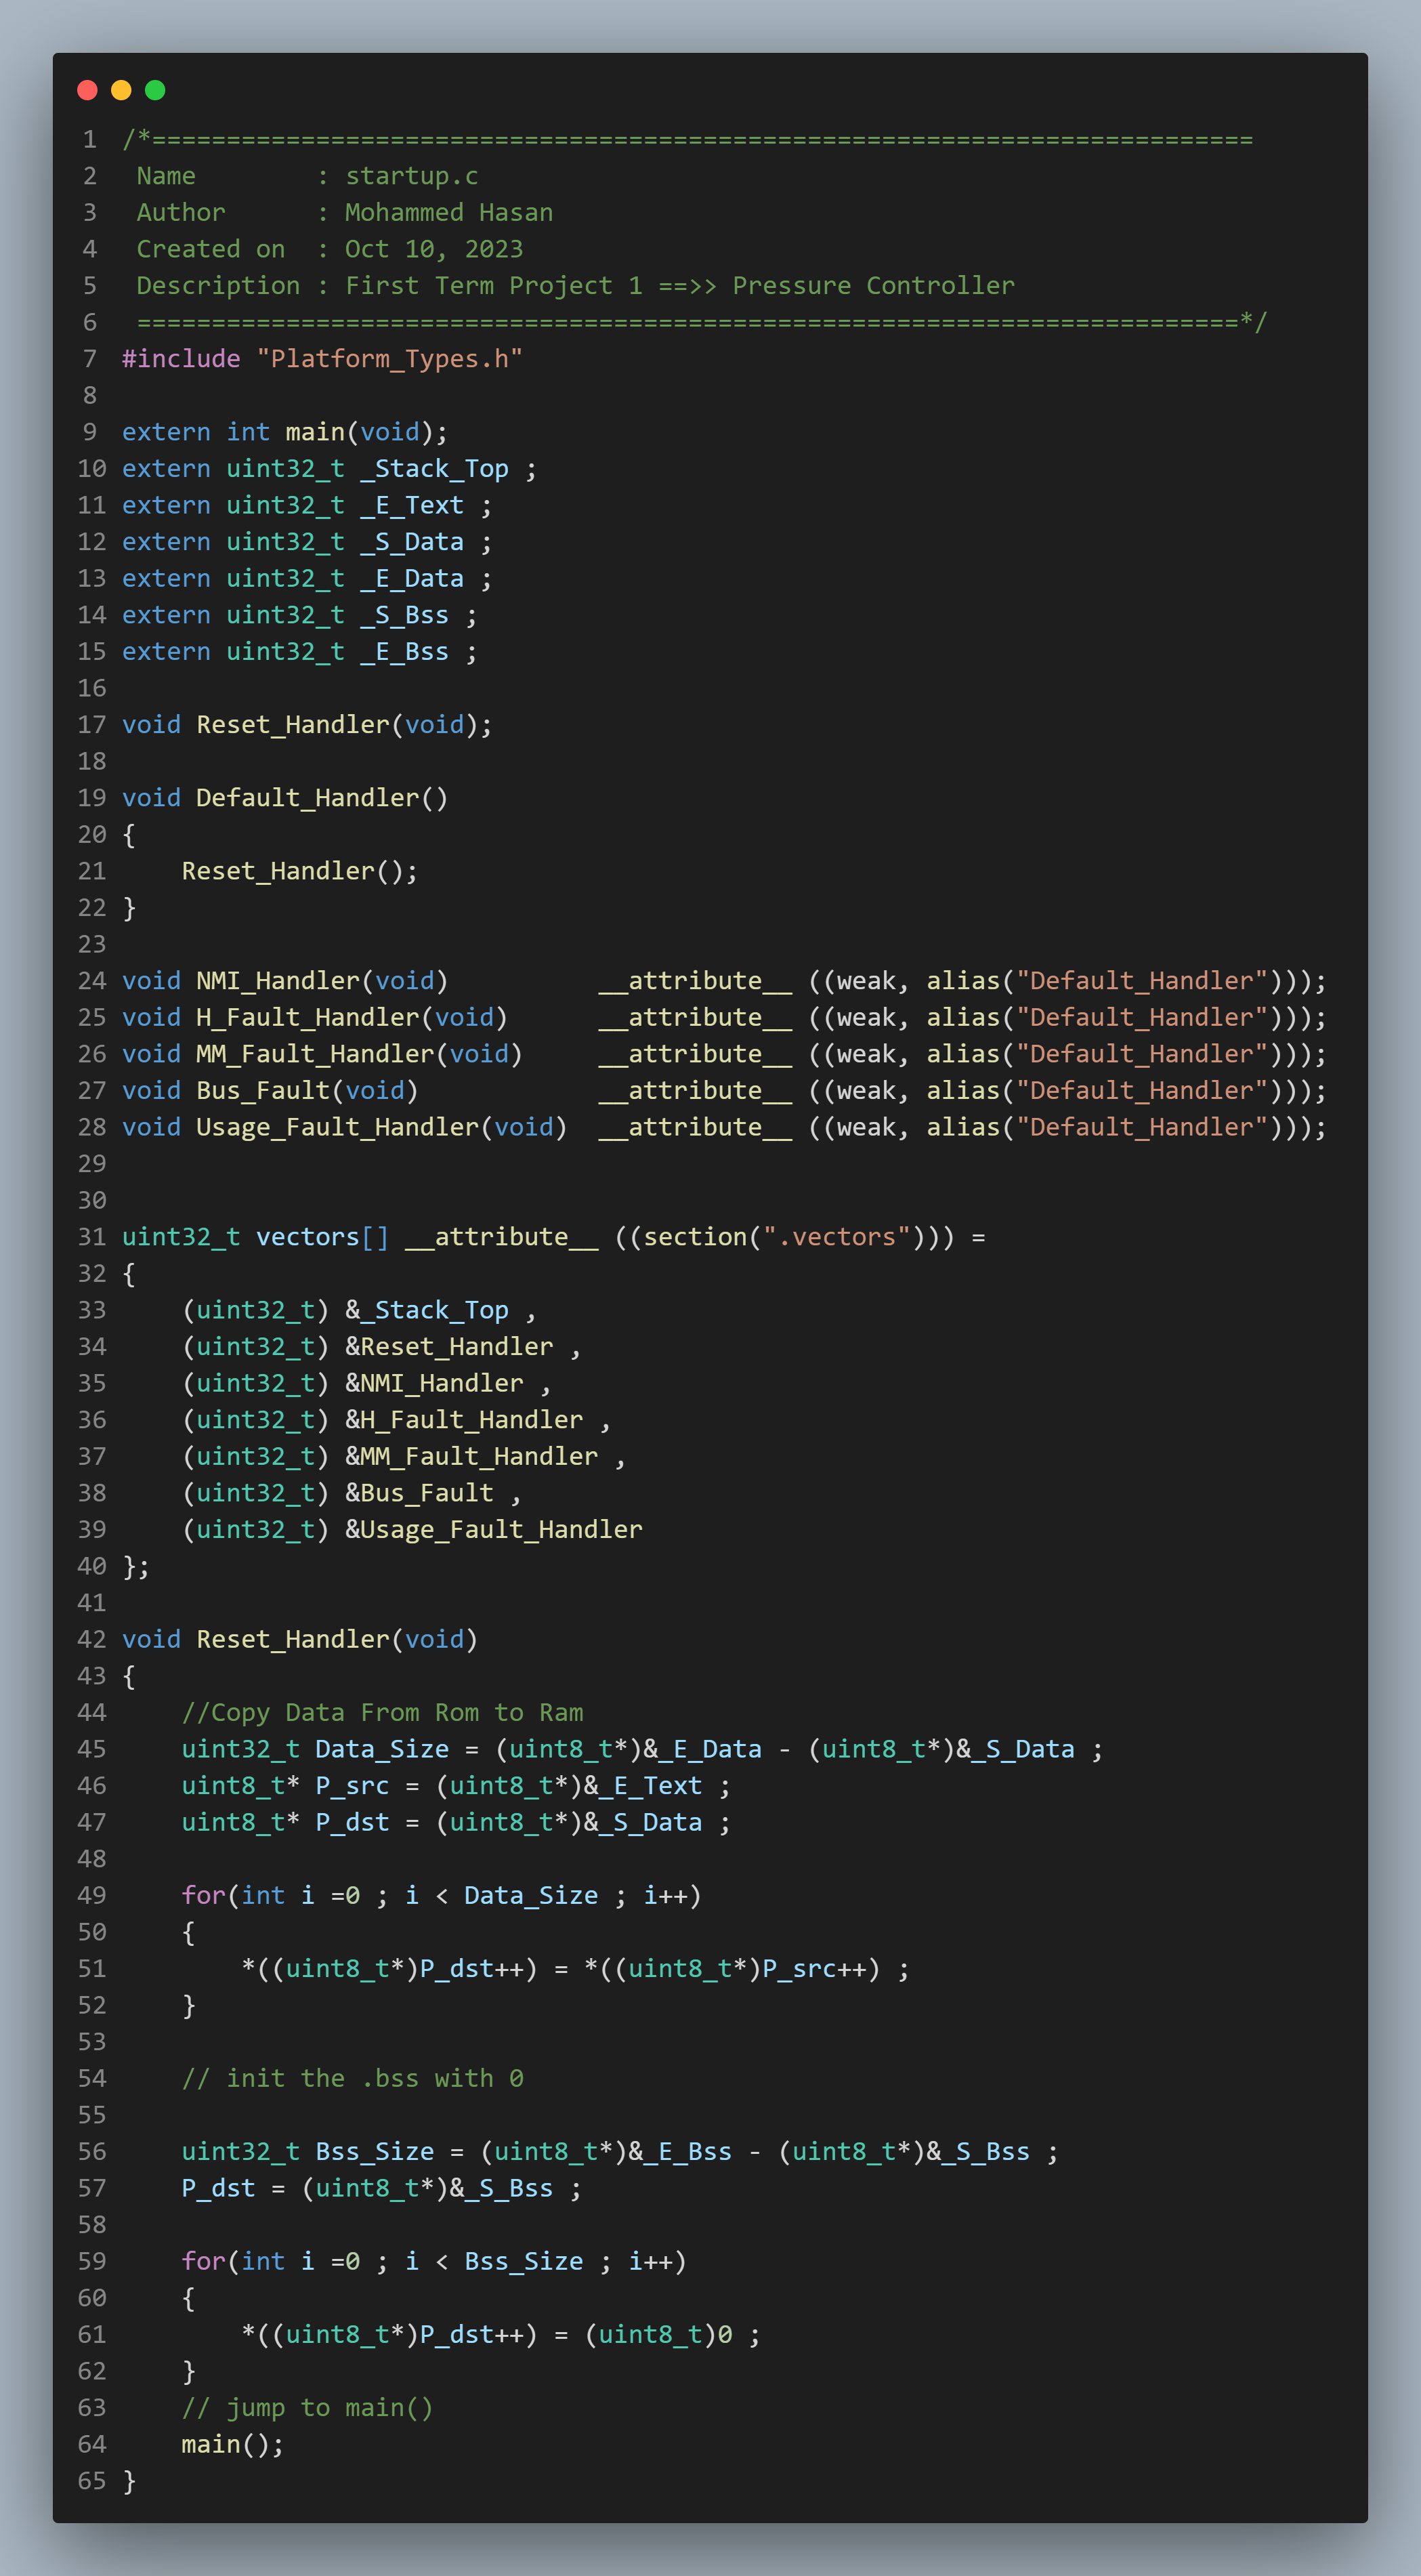 1 /*==========================================================================
2  Name        : startup.c
3  Author      : Mohammed Hasan
4  Created on  : Oct 10, 2023
5  Description : First Term Project 1 ==>> Pressure Controller
6  ==========================================================================*/
7 #include "Platform_Types.h"
8
9 extern int main(void);
10 extern uint32_t _Stack_Top ;
11 extern uint32_t _E_Text ;
12 extern uint32_t _S_Data ;
13 extern uint32_t _E_Data ;
14 extern uint32_t _S_Bss ;
15 extern uint32_t _E_Bss ;
16
17 void Reset_Handler(void);
18
19 void Default_Handler()
20 {
21     Reset_Handler();
22 }
23
24 void NMI_Handler(void)          __attribute__ ((weak, alias("Default_Handler")));
25 void H_Fault_Handler(void)      __attribute__ ((weak, alias("Default_Handler")));
26 void MM_Fault_Handler(void)     __attribute__ ((weak, alias("Default_Handler")));
27 void Bus_Fault(void)            __attribute__ ((weak, alias("Default_Handler")));
28 void Usage_Fault_Handler(void)  __attribute__ ((weak, alias("Default_Handler")));
29
30
31 uint32_t vectors[] __attribute__ ((section(".vectors"))) =
32 {
33     (uint32_t) &_Stack_Top ,
34     (uint32_t) &Reset_Handler ,
35     (uint32_t) &NMI_Handler ,
36     (uint32_t) &H_Fault_Handler ,
37     (uint32_t) &MM_Fault_Handler ,
38     (uint32_t) &Bus_Fault ,
39     (uint32_t) &Usage_Fault_Handler
40 };
41
42 void Reset_Handler(void)
43 {
44     //Copy Data From Rom to Ram
45     uint32_t Data_Size = (uint8_t*)&_E_Data - (uint8_t*)&_S_Data ;
46     uint8_t* P_src = (uint8_t*)&_E_Text ;
47     uint8_t* P_dst = (uint8_t*)&_S_Data ;
48
49     for(int i =0 ; i < Data_Size ; i++)
50     {
51         *((uint8_t*)P_dst++) = *((uint8_t*)P_src++) ;
52     }
53
54     // init the .bss with 0
55
56     uint32_t Bss_Size = (uint8_t*)&_E_Bss - (uint8_t*)&_S_Bss ;
57     P_dst = (uint8_t*)&_S_Bss ;
58
59     for(int i =0 ; i < Bss_Size ; i++)
60     {
61         *((uint8_t*)P_dst++) = (uint8_t)0 ;
62     }
63     // jump to main()
64     main();
65 }